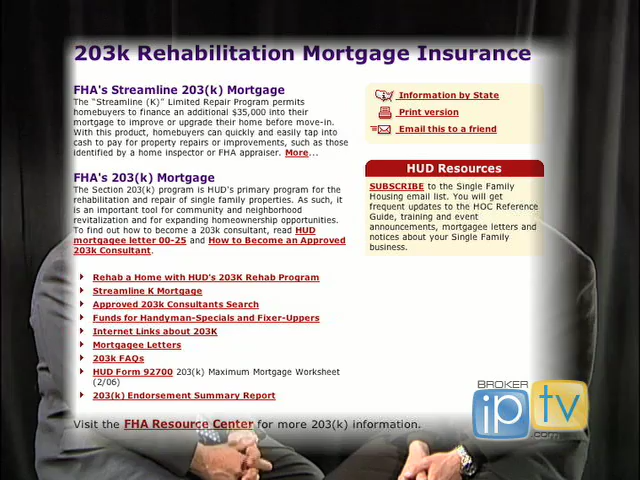 203k Rehabilitation Mortgage Insurance
FHA's Streamline 203(k) Mortgage
The "Streamline (K)" Limited Repair Program permits
homebuyers to finance an additional $35,000 into their
mortgage to improve or upgrade their home before move-in.
With this product, homebuyers can quickly and easily tap into
cash to pay for property repairs or improvements, such as those
identified by a home inspector or FHA appraiser. More...
FHA's 203(k) Mortgage
The Section 203(k) program is HUD's primary program for the
rehabilitation and repair of single family properties. As such, it
is an important tool for community and neighborhood
revitalization and for expanding homeownership opportunities.
To find out how to become a 203k consultant, read HUD
mortgagee letter 00-25 and How to Become an Approved
203k Consultant.
Rehab a Home with HUD's 203K Rehab Program
Streamline K Mortgage
Approved 203k Consultants Search
Funds for Handyman-Specials and Fixer-Uppers
Internet Links about 203K
Mortgagee Letters
203k FAQs
HUD Form 92700 203(k) Maximum Mortgage Worksheet
(2/06)
203(k) Endorsement Summary Report
Visit the FHA Resource Center for more 203(k) information.
Information by State
Print version
Email this to a friend
HUD Resources
SUBSCRIBE to the Single Family
Housing email list. You will get
frequent updates to the HOC Reference
Guide, training and event
announcements, mortgagee letters and
notices about your Single Family
business.
BROKER
ip tv
.com